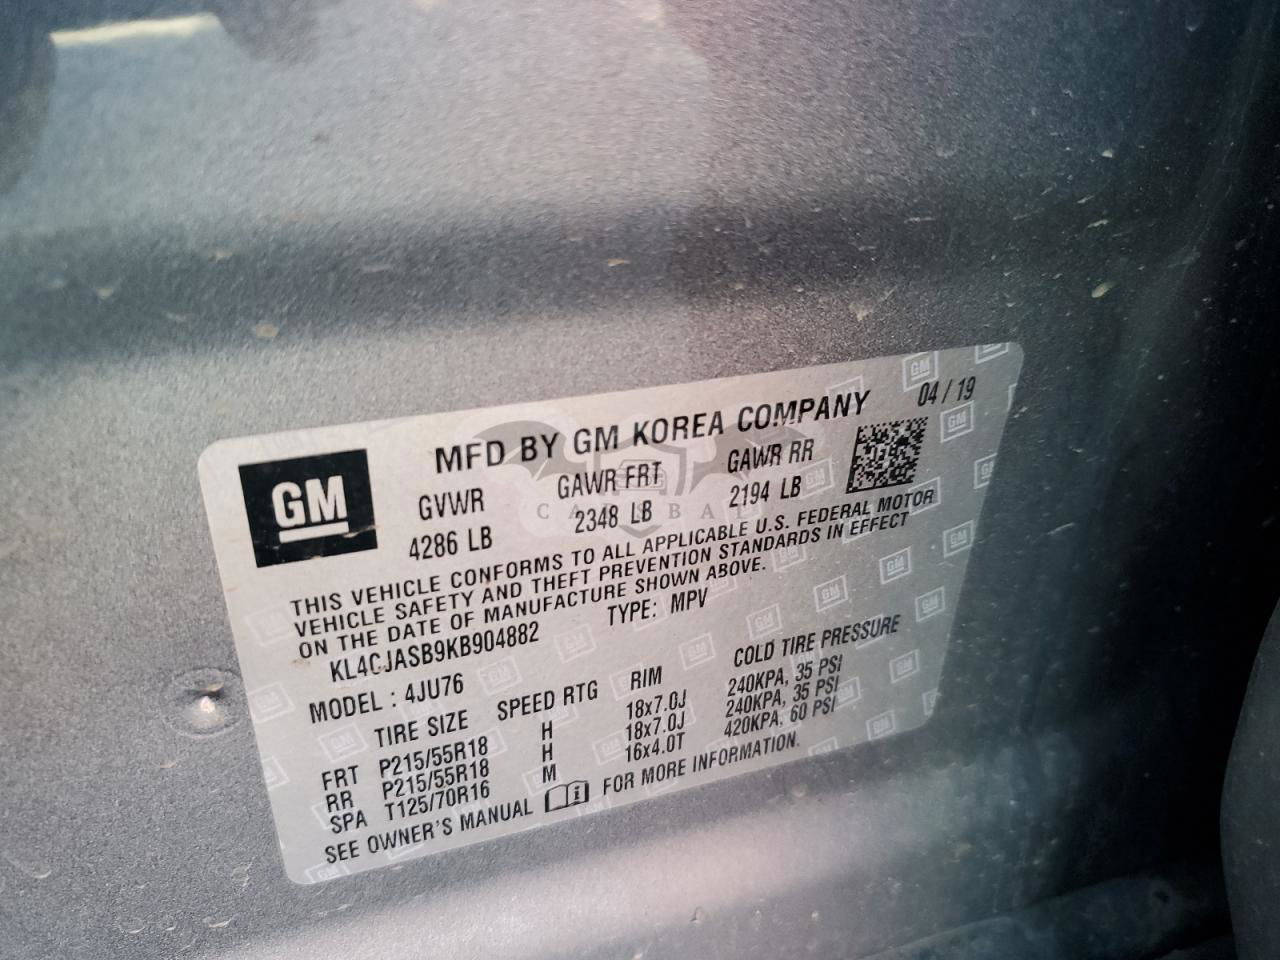 GM
MFD BY GM KOREA COMPANY 04 / 19
GVWR GAWR FRT GAWR RR
4286 LB 2348 LB 2194 LB
THIS VEHICLE CONFORMS TO ALL APPLICABLE U.S. FEDERAL MOTOR
VEHICLE SAFETY AND THEFT PREVENTION STANDARDS IN EFFECT
ON THE DATE OF MANUFACTURE SHOWN ABOVE.
KL4CJASB9KB904882 TYPE: MPV
MODEL : 4JU76
TIRE SIZE SPEED RTG RIM COLD TIRE PRESSURE
FRT P215/55R18 H 18x7.0J 240KPA, 35 PSI
RR P215/55R18 H 18x7.0J 240KPA, 35 PSI
SPA T125/70R16 M 16x4.0T 420KPA, 60 PSI
SEE OWNER'S MANUAL FOR MORE INFORMATION.